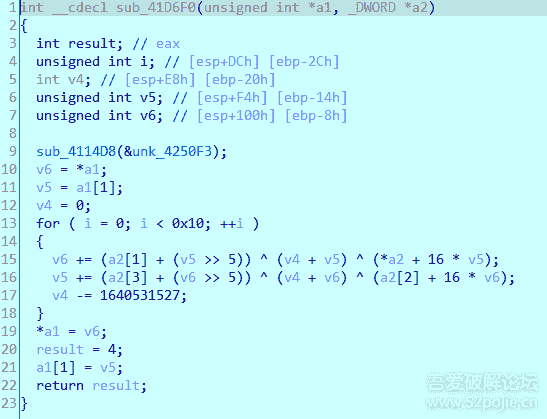 1 int __cdecl sub_41D6F0(unsigned int *a1, _DWORD *a2)
2 {
3 int result; // eax
4 unsigned int i; // [esp+DCh] [ebp-2Ch]
5 int v4; // [esp+E8h] [ebp-20h]
6 unsigned int v5; // [esp+F4h] [ebp-14h]
7 unsigned int v6; // [esp+100h] [ebp-8h]
8
9 sub_4114D8(&unk_4250F3);
10 v6 = *a1;
11 v5 = a1[1];
12 v4 = 0;
13 for ( i = 0; i < 0x10; ++i )
14 {
15 v6 += (a2[1] + (v5 >> 5)) ^ (v4 + v5) ^ (*a2 + 16 * v5);
16 v5 += (a2[3] + (v6 >> 5)) ^ (v4 + v6) ^ (a2[2] + 16 * v6);
17 v4 -= 1640531527;
18 }
19 *a1 = v6;
20 result = 4;
21 a1[1] = v5;
22 return result;
23 }
吾爱破解论坛
www.52pojie.cn